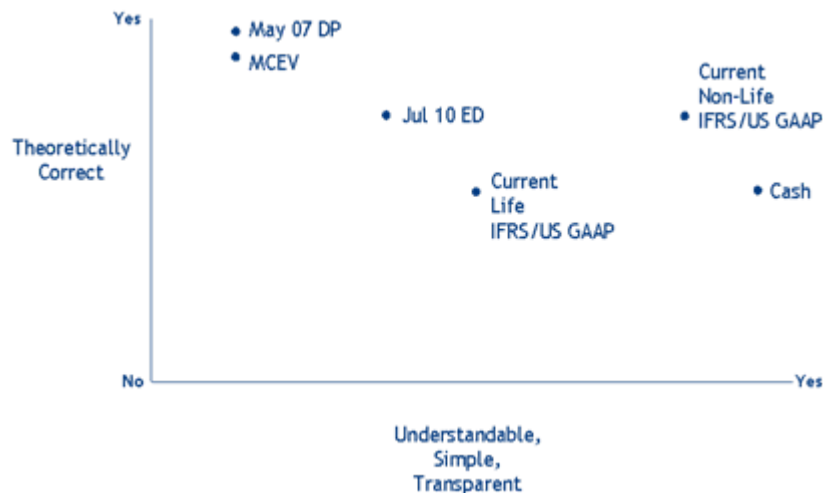 Yes
May 07 DP
MCEV
Current
Non-Life
IFRS/US GAAP
Jul 10 ED
Theoretically
Correct
Current
Life
IFRS/US GAAP
Cash
No
Yes
Understandable,
Simple,
Transparent